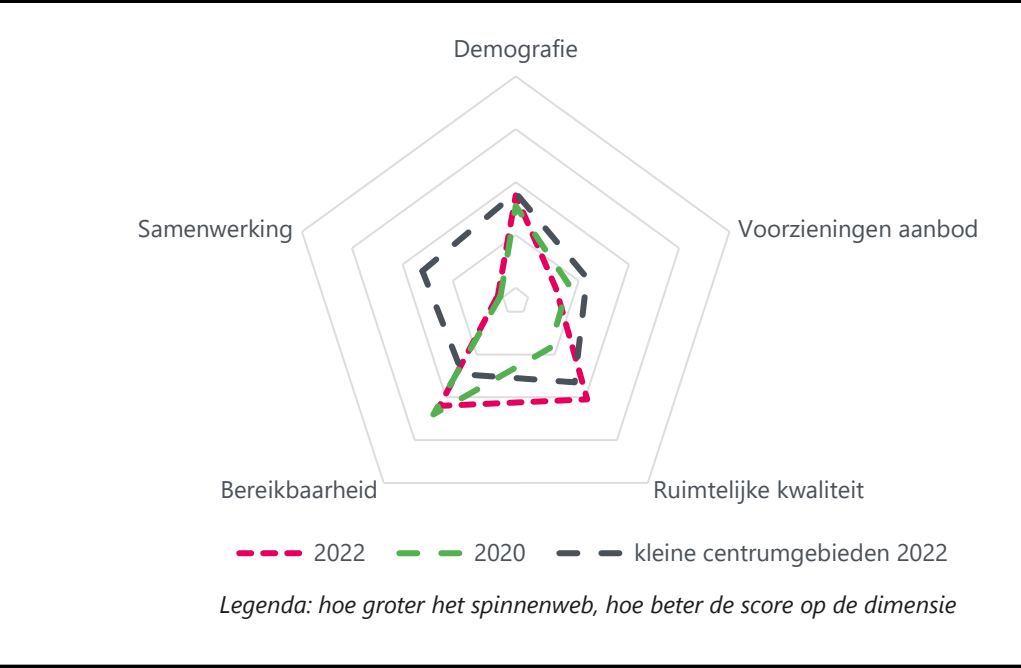 Demografie
Samenwerking
Voorzieningen aanbod
Bereikbaarheid
Ruimtelijke kwaliteit
2022
2020
kleine centrumgebieden 2022
Legenda: hoe groter het spinnenweb, hoe beter de score op de dimensie